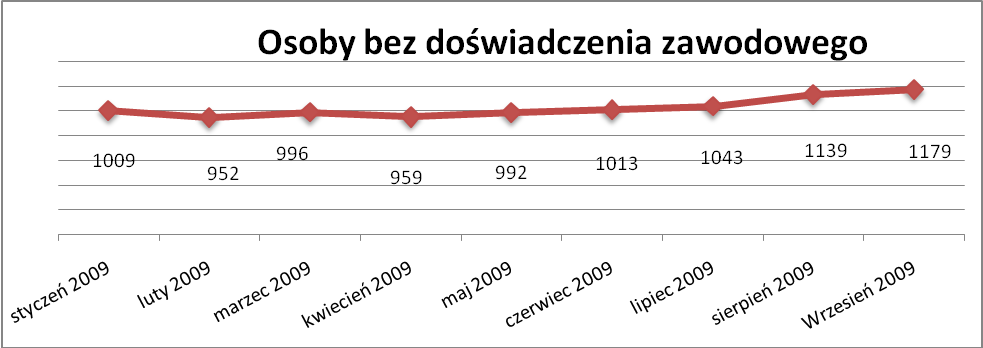 Osoby bez doświadczenia zawodowego
1009
952
996
959
992
1013
1043
1139
1179
styczeń 2009
luty 2009
marzec 2009
kwiecień 2009
maj 2009
czerwiec 2009
lipiec 2009
sierpień 2009
Wrzesień 2009